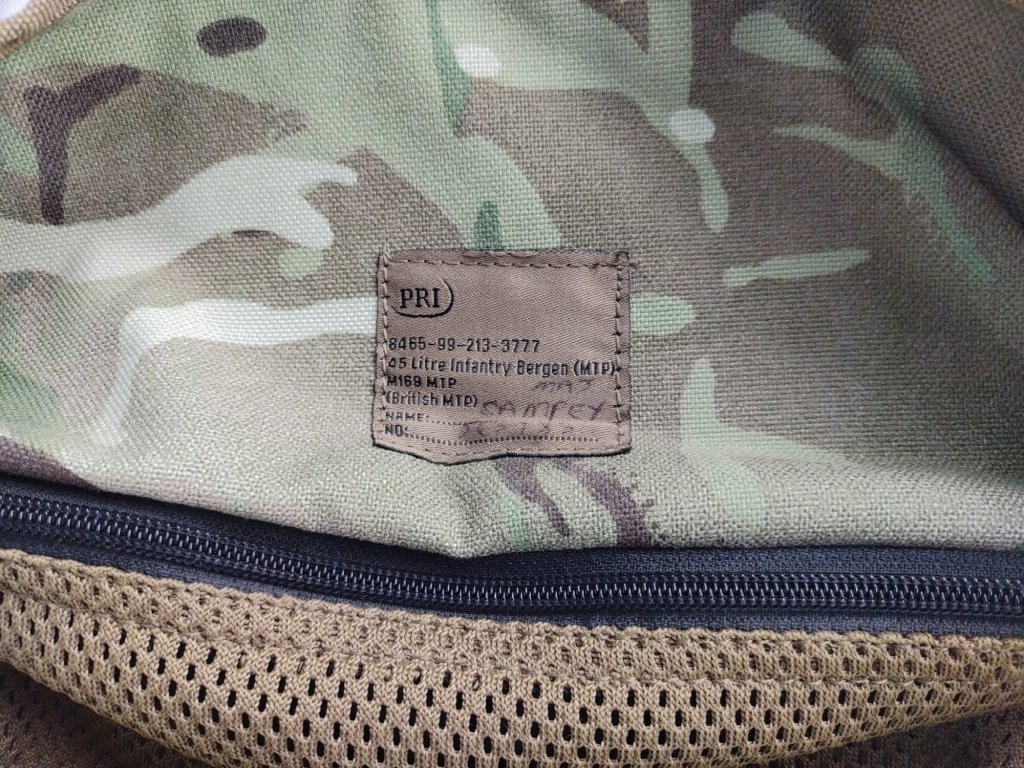 PRI
8465-99-213-3777
45 Litre Infantry Bergen (MTP)
M169 MTP
(British MTP)
NAME:
NO: